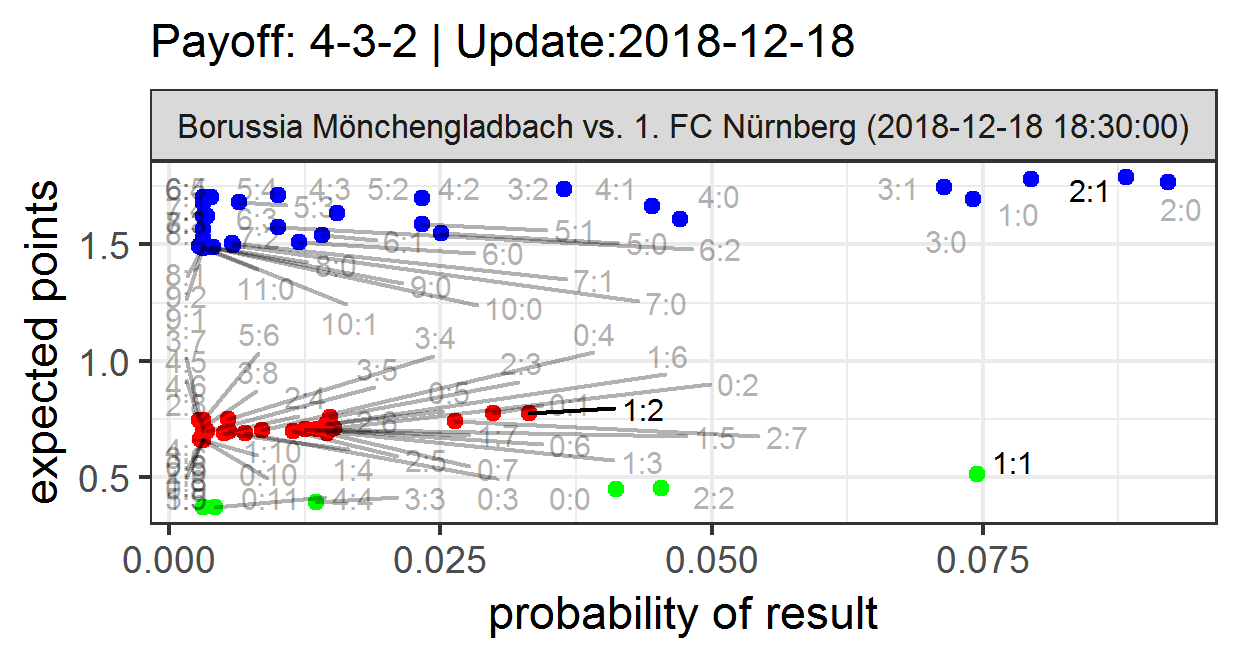 Payoff: 4-3-2 | Update:2018-12-18
Borussia Mönchengladbach vs. 1. FC Nürnberg (2018-12-18 18:30:00)
5:4 4:3 5:2 4:2 3:2 4:1 4:0 3:1 2:1 2:0
5:3 1:0
6:3 5:1
6:1 5:0 3:0
6:0 6:2
8:0
8:1 9:0 7:1
9:2 11:0 10:0 7:0
9:1 10:1
3:7 5:6 3:4 0:4
4:5 3:5 2:3 1:6
4:6 3:8 0:5 0:2
2:8 2:4 0:1 1:2
2:6 1:7 1:5 2:7
1:10 0:6
2:5 1:3 1:1
0:10 1:4 0:7
0:11 4:4 3:3 0:3 0:0 2:2
1.5
1.0
0.5
expected points
0.000 0.025 0.050 0.075
probability of result